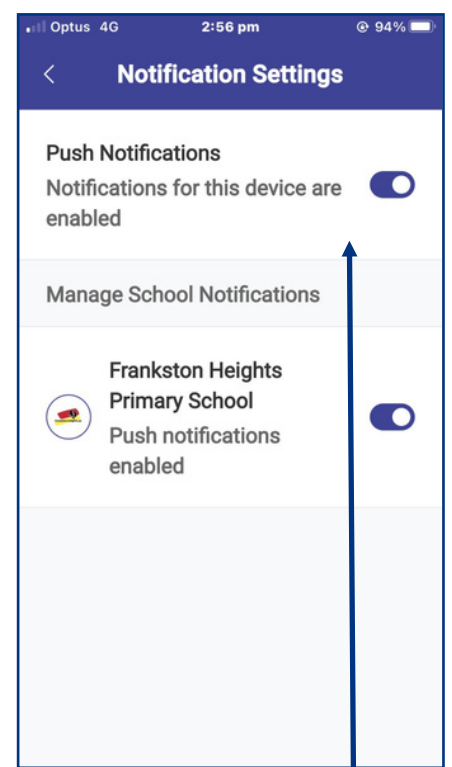 Optus 4G 2:56 pm 94%
Notification Settings
Push Notifications
Notifications for this device are
enabled
Manage School Notifications
Frankston Heights
Primary School
Push notifications
enabled